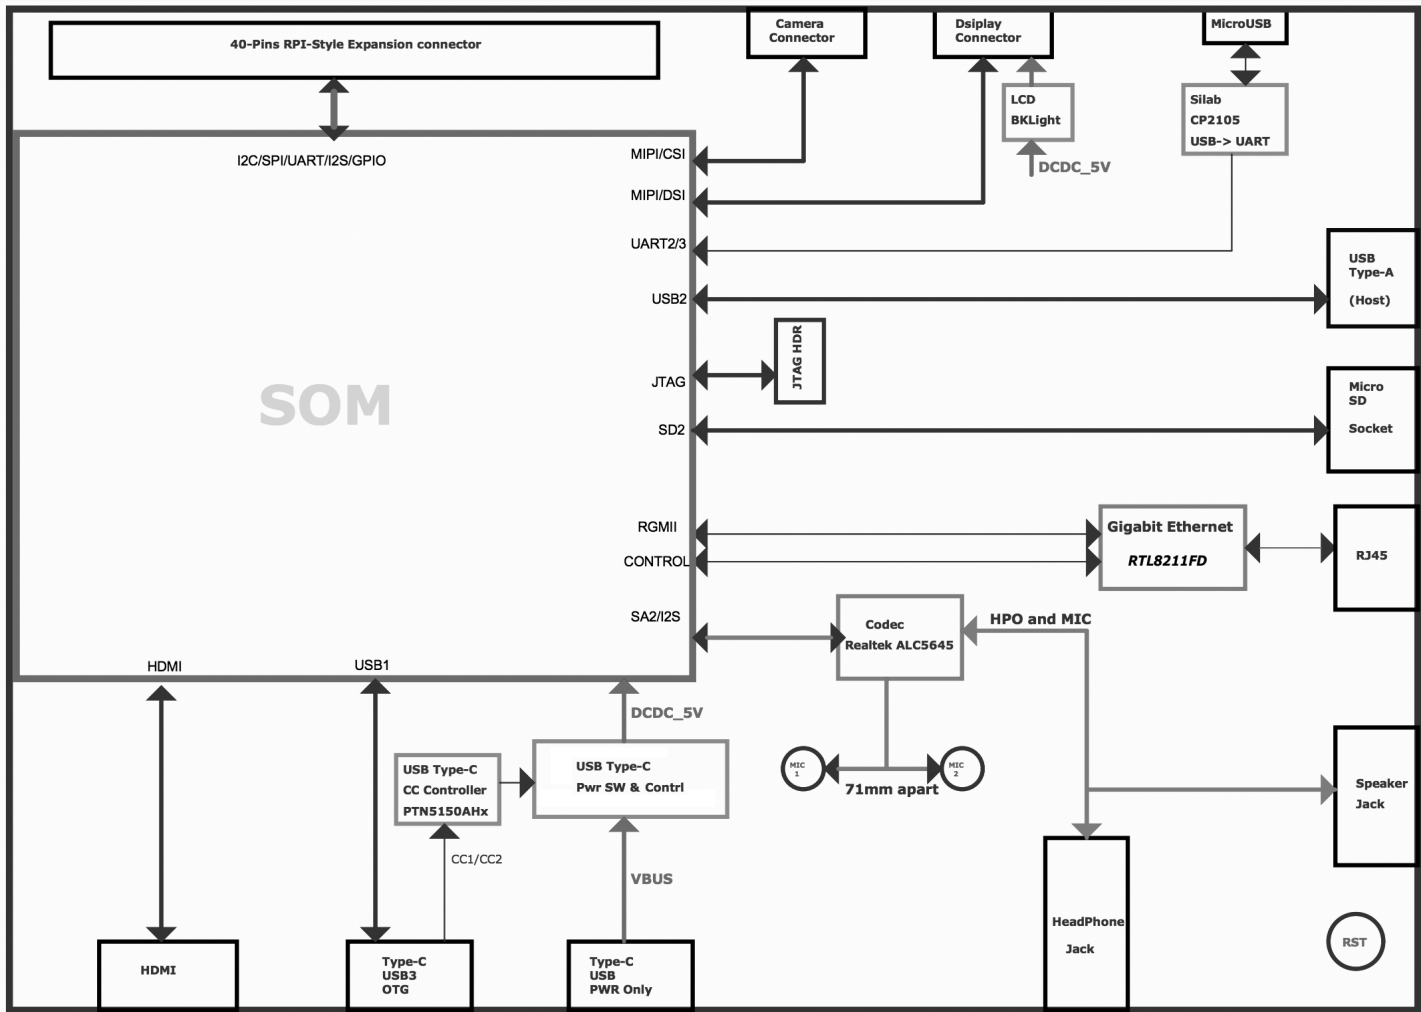 40-Pins RPI-Style Expansion connector
Camera
Connector
Dsiplay
Connector
MicroUSB
LCD
BKLight
DCDC_5V
Silab
CP2105
USB-> UART
I2C/SPI/UART/I2S/GPIO
MIPI/CSI
MIPI/DSI
UART2/3
USB2
USB
Type-A
(Host)
JTAG
JTAG HDR
SOM
SD2
Micro
SD
Socket
RGMII
CONTROL
Gigabit Ethernet
RTL8211FD
RJ45
SA2/I2S
Codec
Realtek ALC5645
HPO and MIC
HDMI
USB1
DCDC_5V
USB Type-C
CC Controller
PTN5150AHx
USB Type-C
Pwr SW & Contrl
MIC
1
MIC
2
71mm apart
Speaker
Jack
CC1/CC2
VBUS
HeadPhone
Jack
RST
HDMI
Type-C
USB3
OTG
Type-C
USB
PWR Only